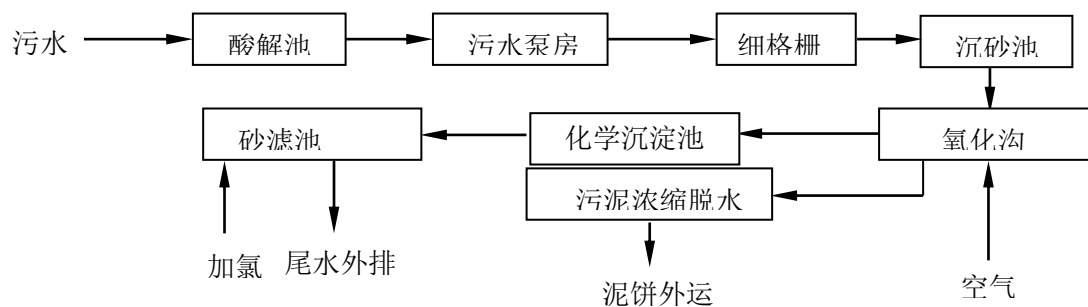 污水
酸解池
污水泵房
细格栅
沉砂池
砂滤池
化学沉淀池
氧化沟
污泥浓缩脱水
加氯
尾水外排
泥饼外运
空气